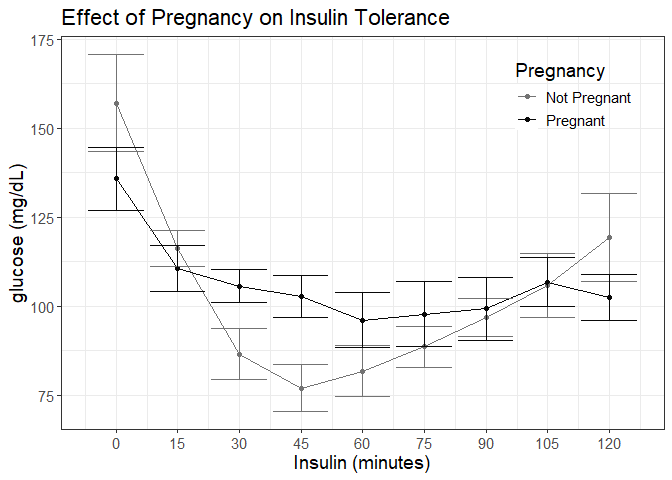 Effect of Pregnancy on Insulin Tolerance
175
150
125
100
75
glucose (mg/dL)
Pregnancy
Not Pregnant
Pregnant
0 15 30 45 60 75 90 105 120
Insulin (minutes)